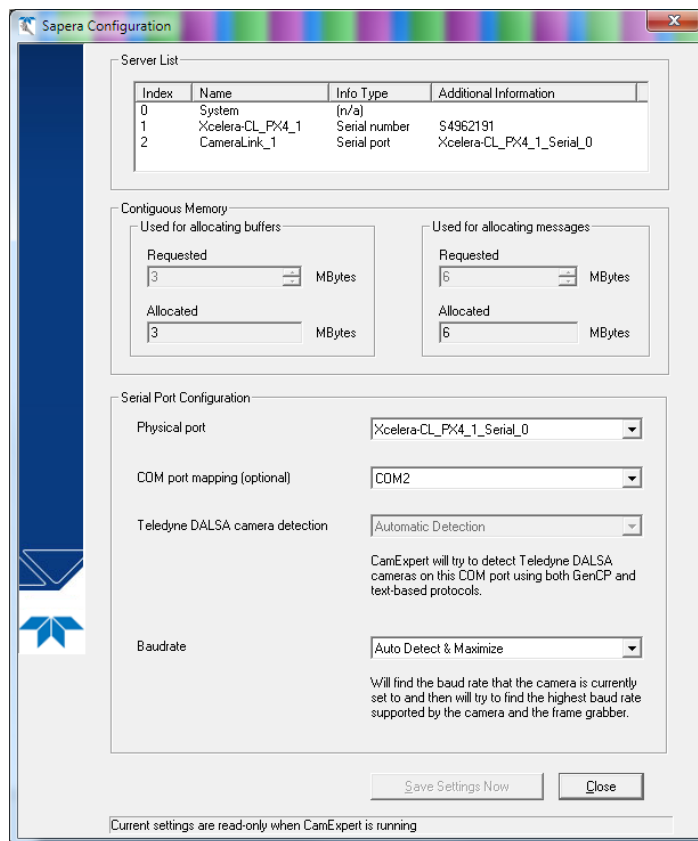 Sapera Configuration
Server List
Index Name Info Type Additional Information
0 System (n/a)
1 Xcelera-CL_PX4_1 Serial number S4962191
2 CameraLink_1 Serial port Xcelera-CL_PX4_1_Serial_0
Contiguous Memory
Used for allocating buffers
Requested
3 MBytes
Allocated
3 MBytes
Used for allocating messages
Requested
6 MBytes
Allocated
6 MBytes
Serial Port Configuration
Physical port Xcelera-CL_PX4_1_Serial_0
COM port mapping (optional) COM2
Teledyne DALSA camera detection Automatic Detection
CamExpert will try to detect Teledyne DALSA
cameras on this COM port using both GenCP and
text-based protocols.
Baudrate Auto Detect & Maximize
Will find the baud rate that the camera is currently
set to and then will try to find the highest baud rate
supported by the camera and the frame grabber.
Save Settings Now Close
Current settings are read-only when CamExpert is running